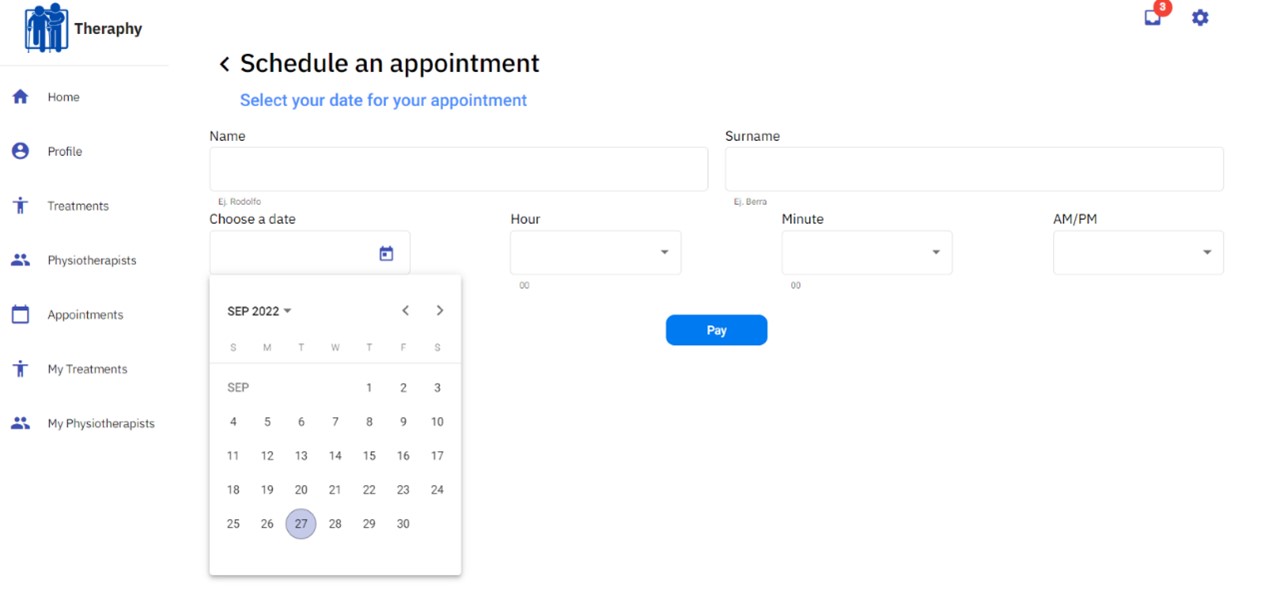 Theraphy
3
Home
Profile
Treatments
Physiotherapists
Appointments
My Treatments
My Physiotherapists
Schedule an appointment
Select your date for your appointment
Name Surname
Ej. Rodolfo Ej. Berra
Choose a date Hour Minute AM/PM
00 00
Pay
SEP 2022
S M T W T F S
SEP 1 2 3
4 5 6 7 8 9 10
11 12 13 14 15 16 17
18 19 20 21 22 23 24
25 26 27 28 29 30